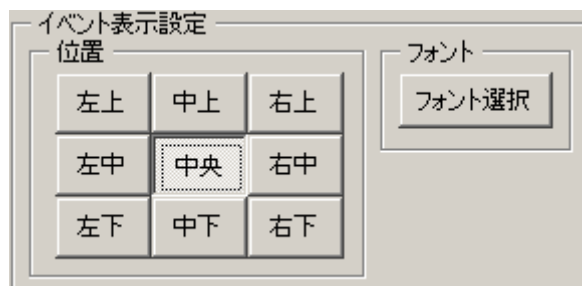 イベント表示設定
位置
左上 中上 右上
左中 中央 右中
左下 中下 右下
フォント
フォント選択